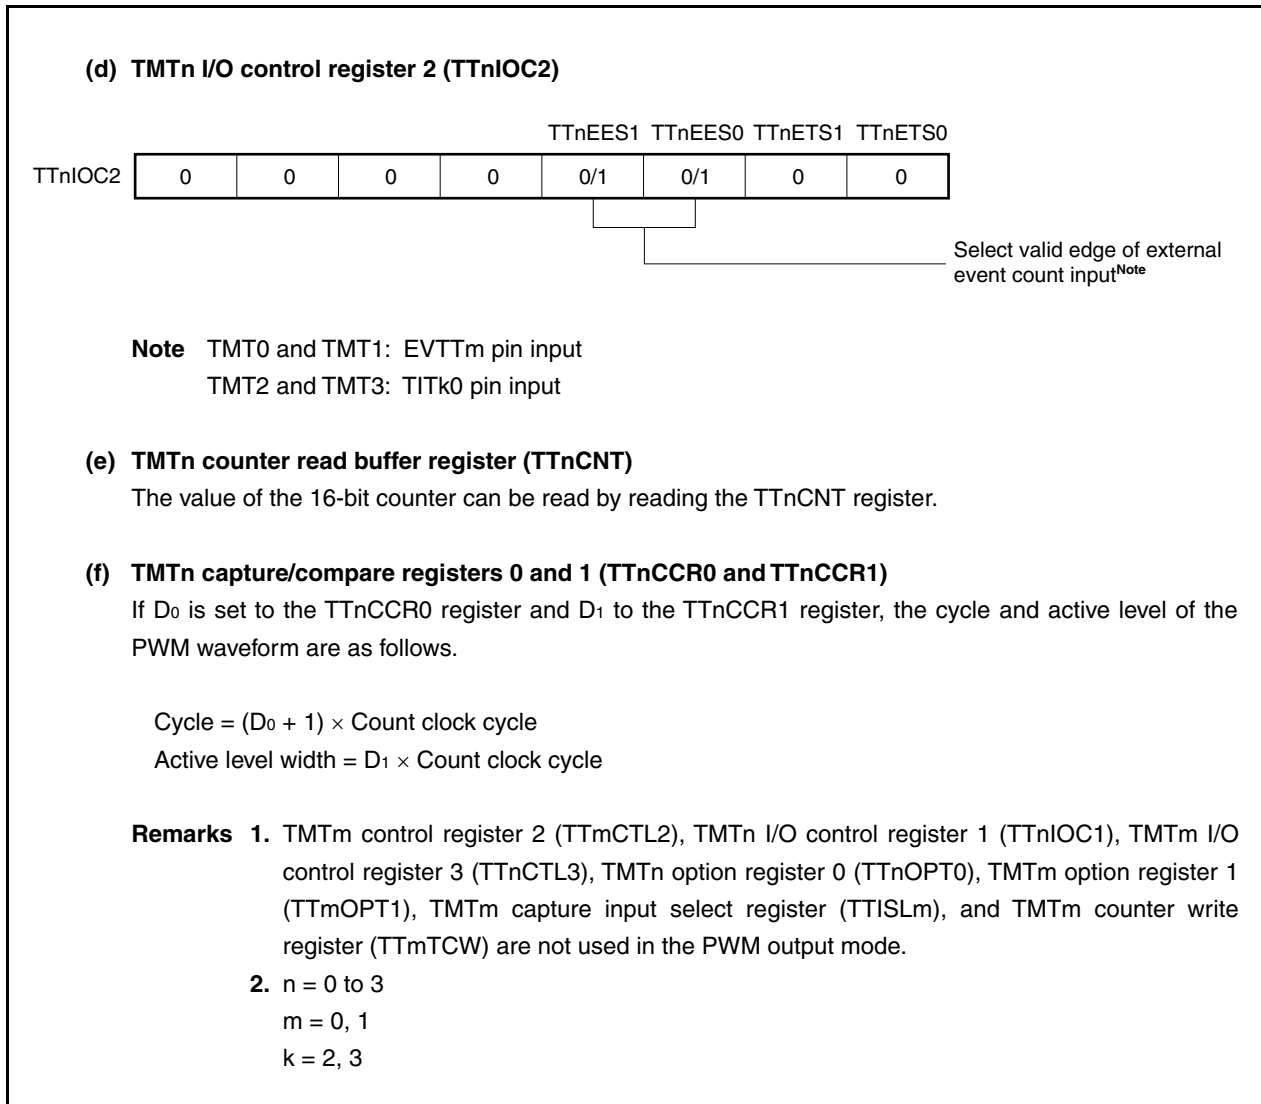 (d) TMTn I/O control register 2 (TTnIOC2)
TTnEES1 TTnEES0 TTnETS1 TTnETS0
TTnIOC2 0 0 0 0 0/1 0/1 0 0
Select valid edge of external
event count inputNote
Note TMT0 and TMT1: EVTTm pin input
TMT2 and TMT3: TITk0 pin input
(e) TMTn counter read buffer register (TTnCNT)
The value of the 16-bit counter can be read by reading the TTnCNT register.
(f) TMTn capture/compare registers 0 and 1 (TTnCCR0 and TTnCCR1)
If D0 is set to the TTnCCR0 register and D1 to the TTnCCR1 register, the cycle and active level of the
PWM waveform are as follows.
Cycle = (D0 + 1) × Count clock cycle
Active level width = D1 × Count clock cycle
Remarks 1. TMTm control register 2 (TTmCTL2), TMTn I/O control register 1 (TTnIOC1), TMTm I/O
control register 3 (TTnCTL3), TMTn option register 0 (TTnOPT0), TMTm option register 1
(TTmOPT1), TMTm capture input select register (TTISLm), and TMTm counter write
register (TTmTCW) are not used in the PWM output mode.
2. n = 0 to 3
m = 0, 1
k = 2, 3